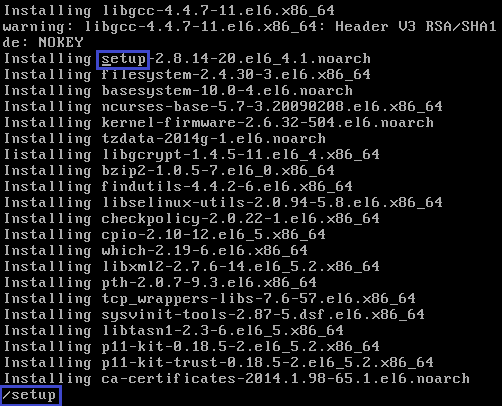 Installing libgcc-4.4.7-11.el6.x86_64
warning: libgcc-4.4.7-11.el6.x86_64: Header V3 RSA/SHA1
de: NOKEY
Installing setup-2.8.14-20.el6_4.1.noarch
Installing filesystem-2.4.30-3.el6.x86_64
Installing basesystem-10.0-4.el6.noarch
Installing ncurses-base-5.7-3.20090208.el6.x86_64
Installing kernel-firmware-2.6.32-504.el6.noarch
Installing tzdata-2014g-1.el6.noarch
Iistalling libgcrypt-1.4.5-11.el6_4.x86_64
Installing bzip2-1.0.5-7.el6_0.x86_64
Installing findutils-4.4.2-6.el6.x86_64
Installing libselinux-utils-2.0.94-5.8.el6.x86_64
Installing checkpolicy-2.0.22-1.el6.x86_64
Installing cpio-2.10-12.el6_5.x86_64
Installing which-2.19-6.el6.x86_64
Installing libxml2-2.7.6-14.el6_5.2.x86_64
Installing pth-2.0.7-9.3.el6.x86_64
Installing tcp_wrappers-libs-7.6-57.el6.x86_64
Installing sysvinit-tools-2.87-5.dsf.el6.x86_64
Installing libtasn1-2.3-6.el6_5.x86_64
Installing p11-kit-0.18.5-2.el6_5.2.x86_64
Installing p11-kit-trust-0.18.5-2.el6_5.2.x86_64
Installing ca-certificates-2014.1.98-65.1.el6.noarch
/setup